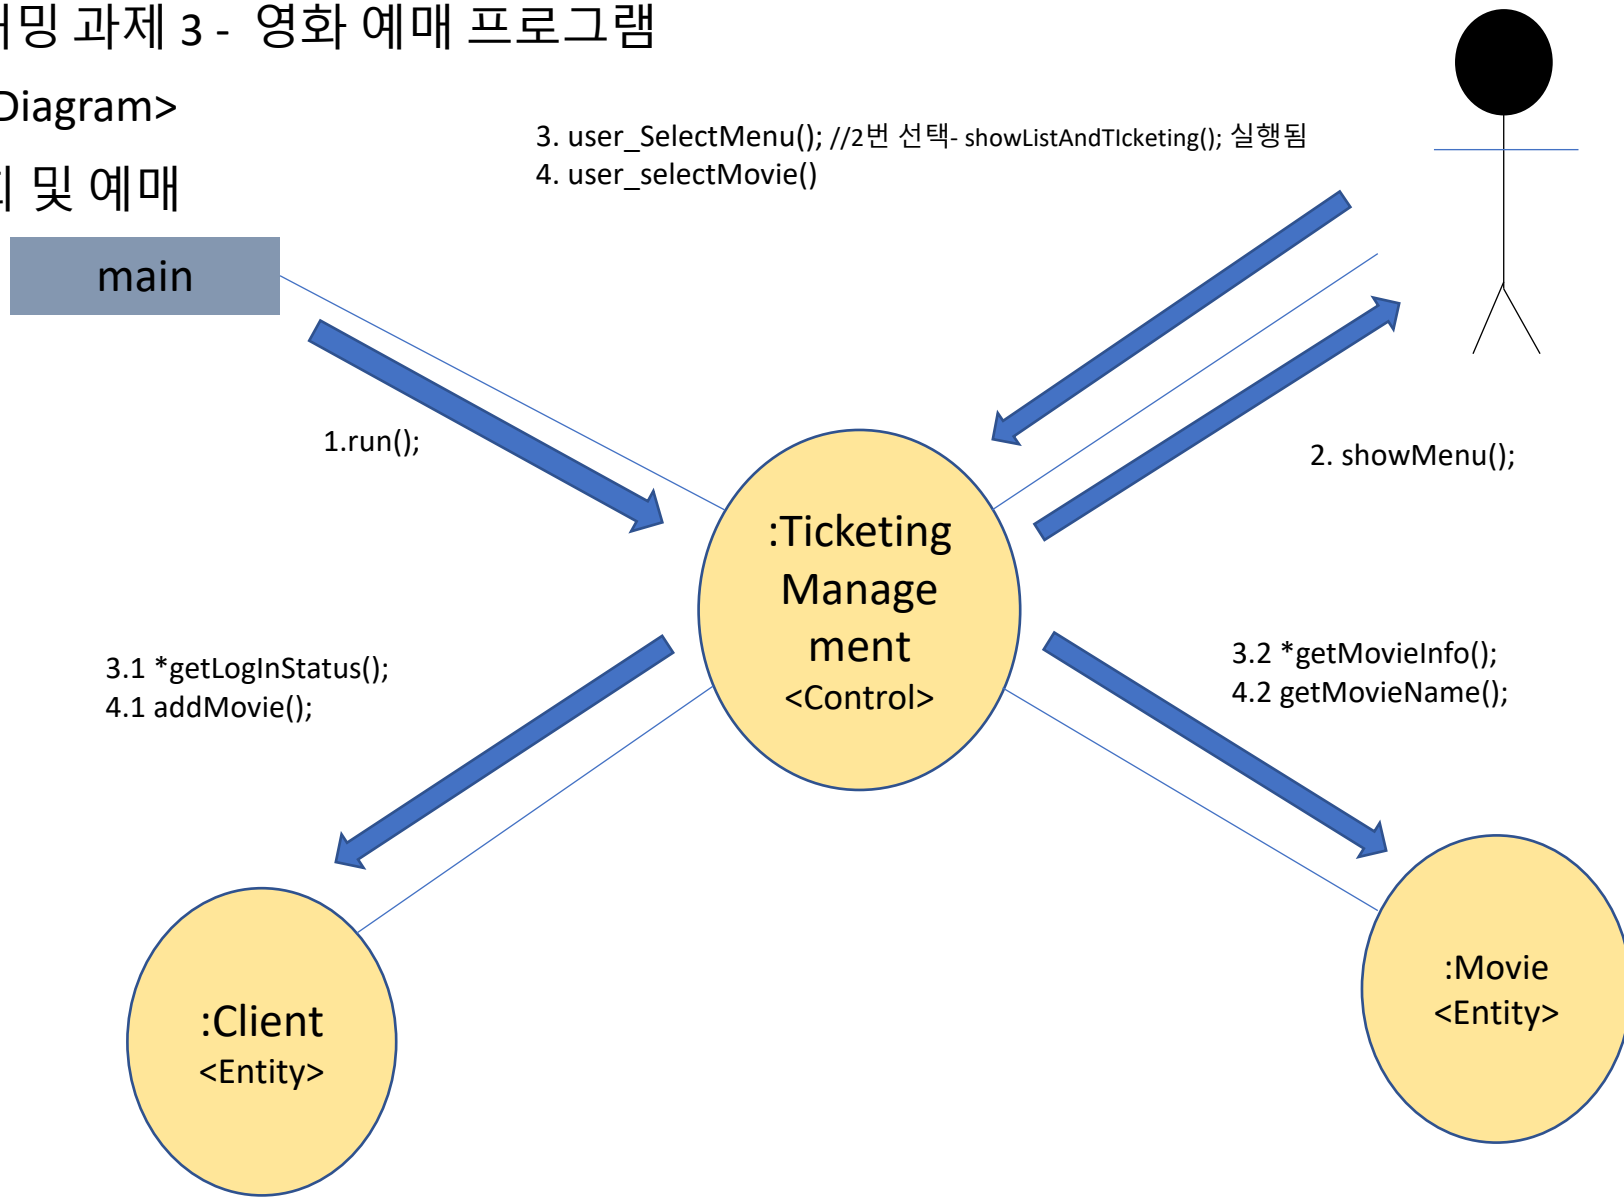 과제 3 - 영화 예매 프로그램
Diagram>
및 예매
3. user_SelectMenu(); //2번 선택- showListAndTIcketing(); 실행됨
4. user_selectMovie()
main
1.run();
2. showMenu();
:Ticketing
Manage
ment
<Control>
3.1 *getLogInStatus();
4.1 addMovie();
3.2 *getMovieInfo();
4.2 getMovieName();
:Client
<Entity>
:Movie
<Entity>